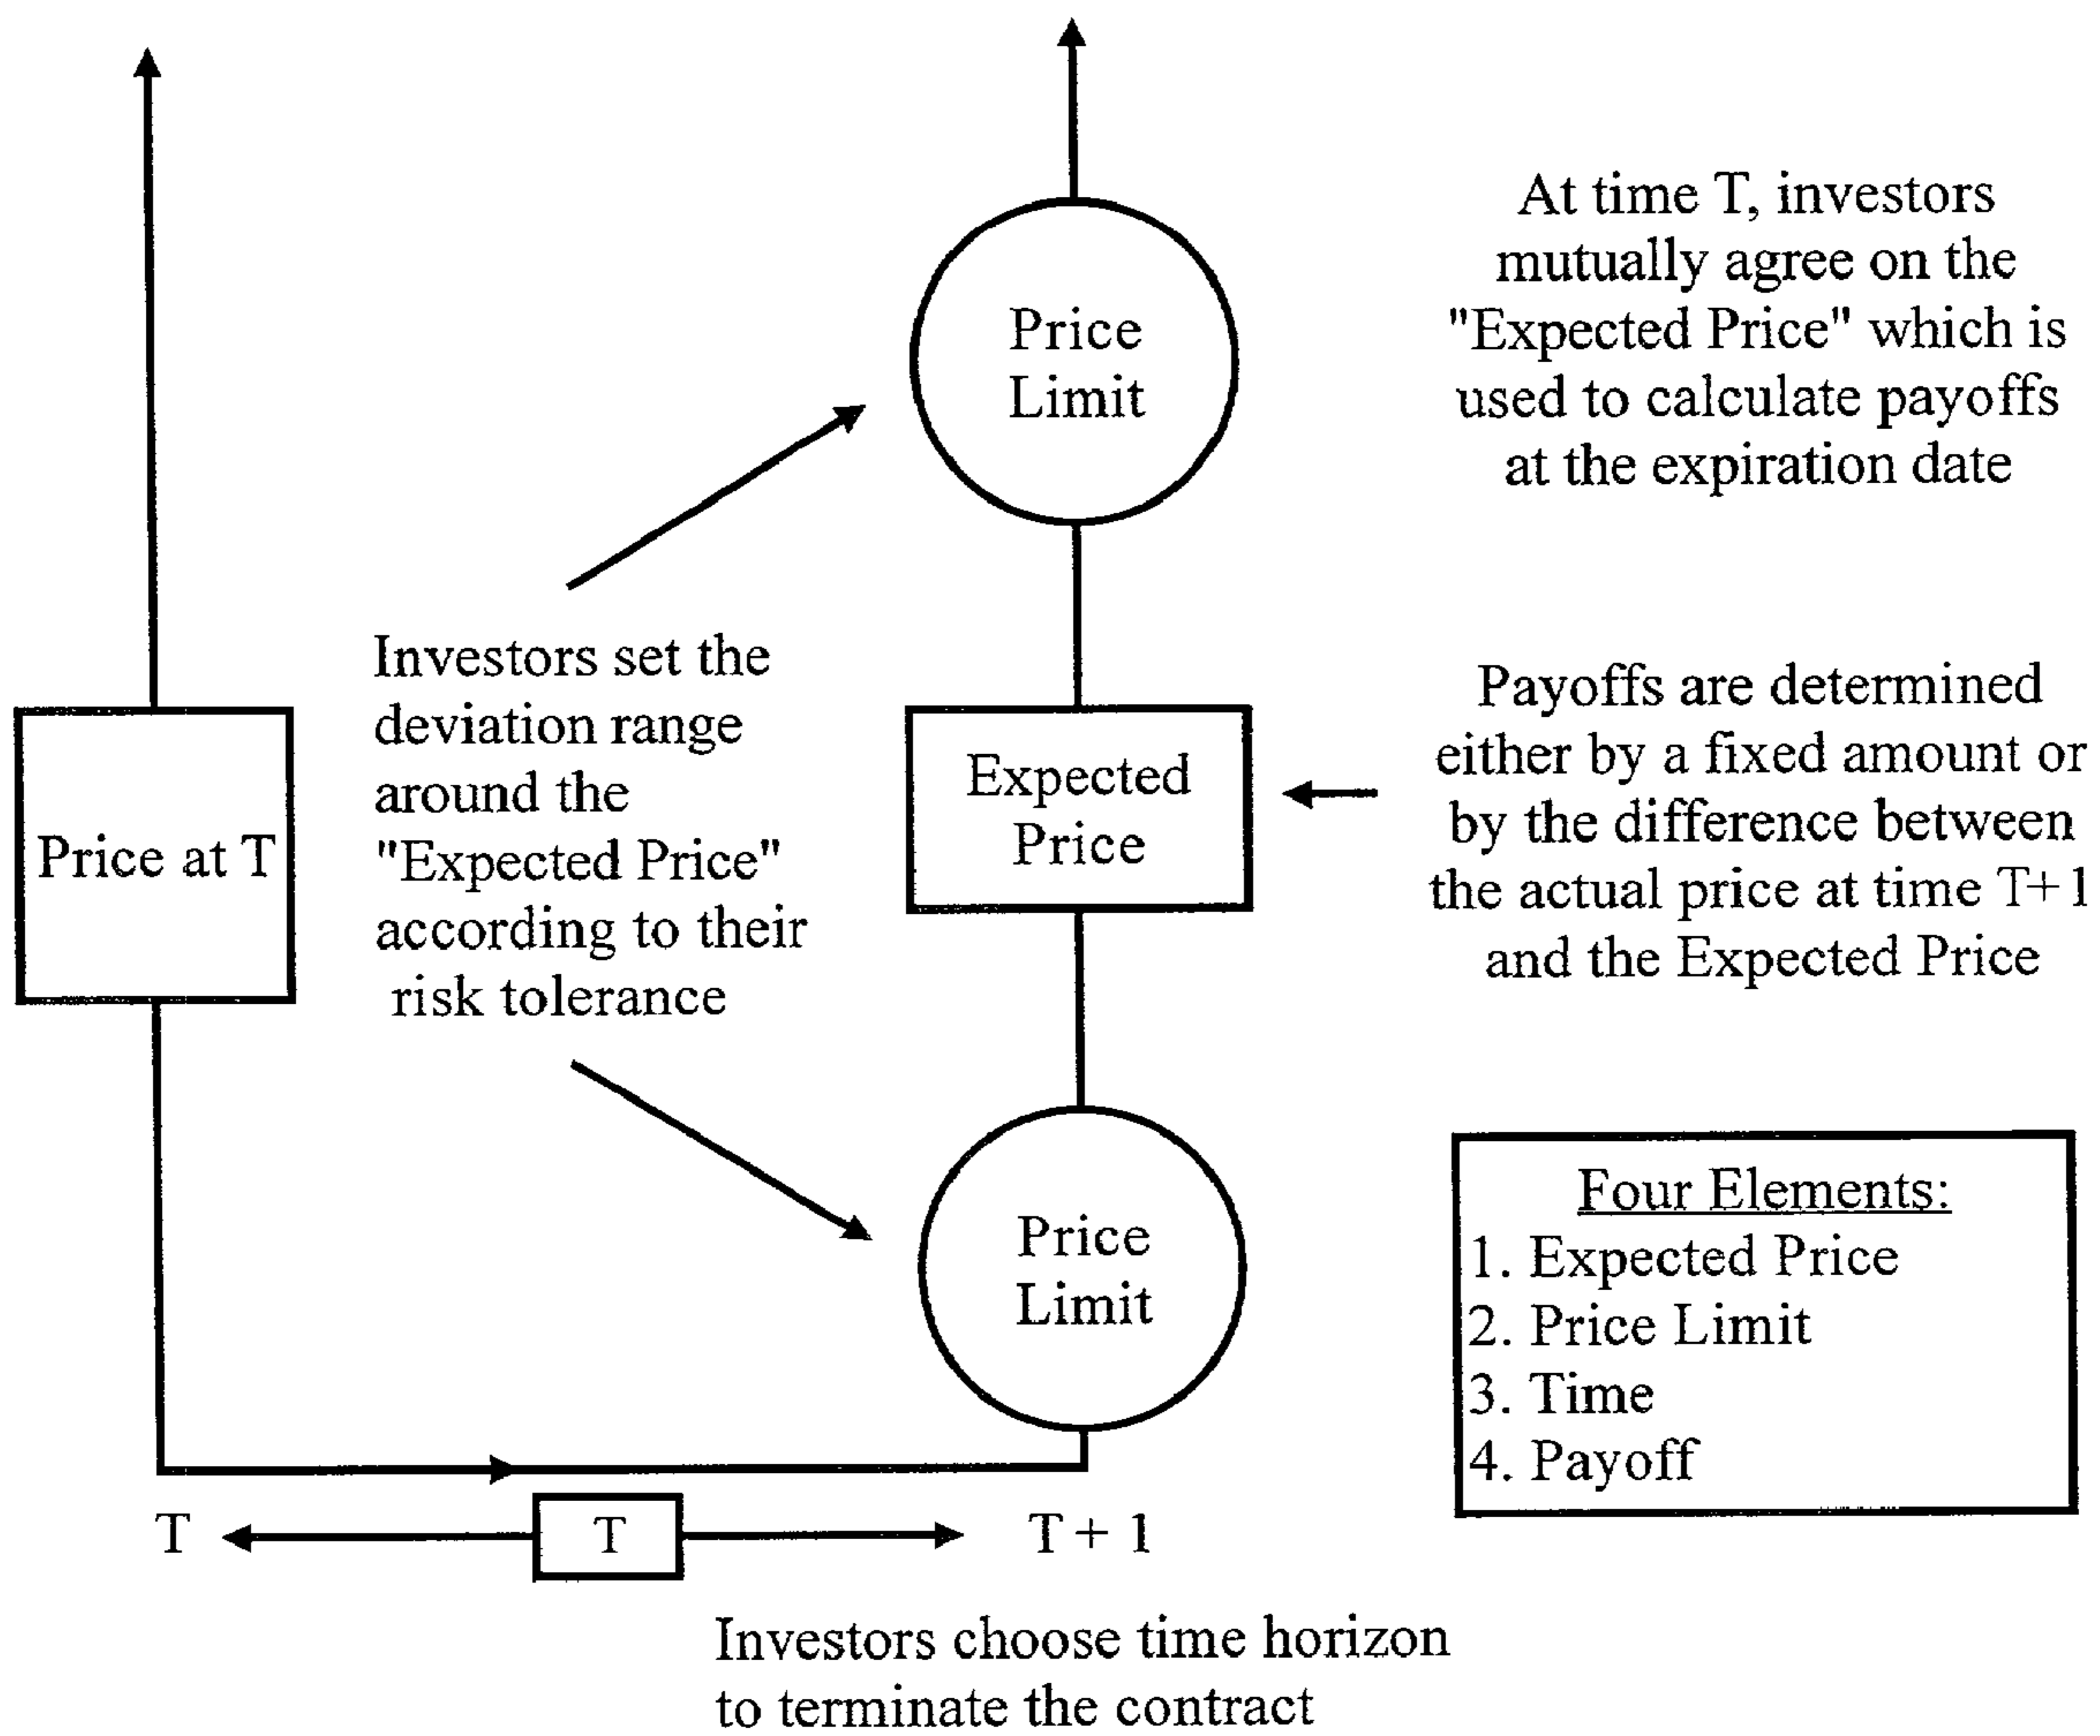 Price
Limit
At time T, investors
mutually agree on the
"Expected Price" which is
used to calculate payoffs
at the expiration date
Price at T
Investors set the
deviation range
around the
"Expected Price"
according to their
risk tolerance
Expected
Price
Payoffs are determined
either by a fixed amount or
by the difference between
the actual price at time T+1
and the Expected Price
Price
Limit
Four Elements:
1. Expected Price
2. Price Limit
3. Time
4. Payoff
T
T
T + 1
Investors choose time horizon
to terminate the contract